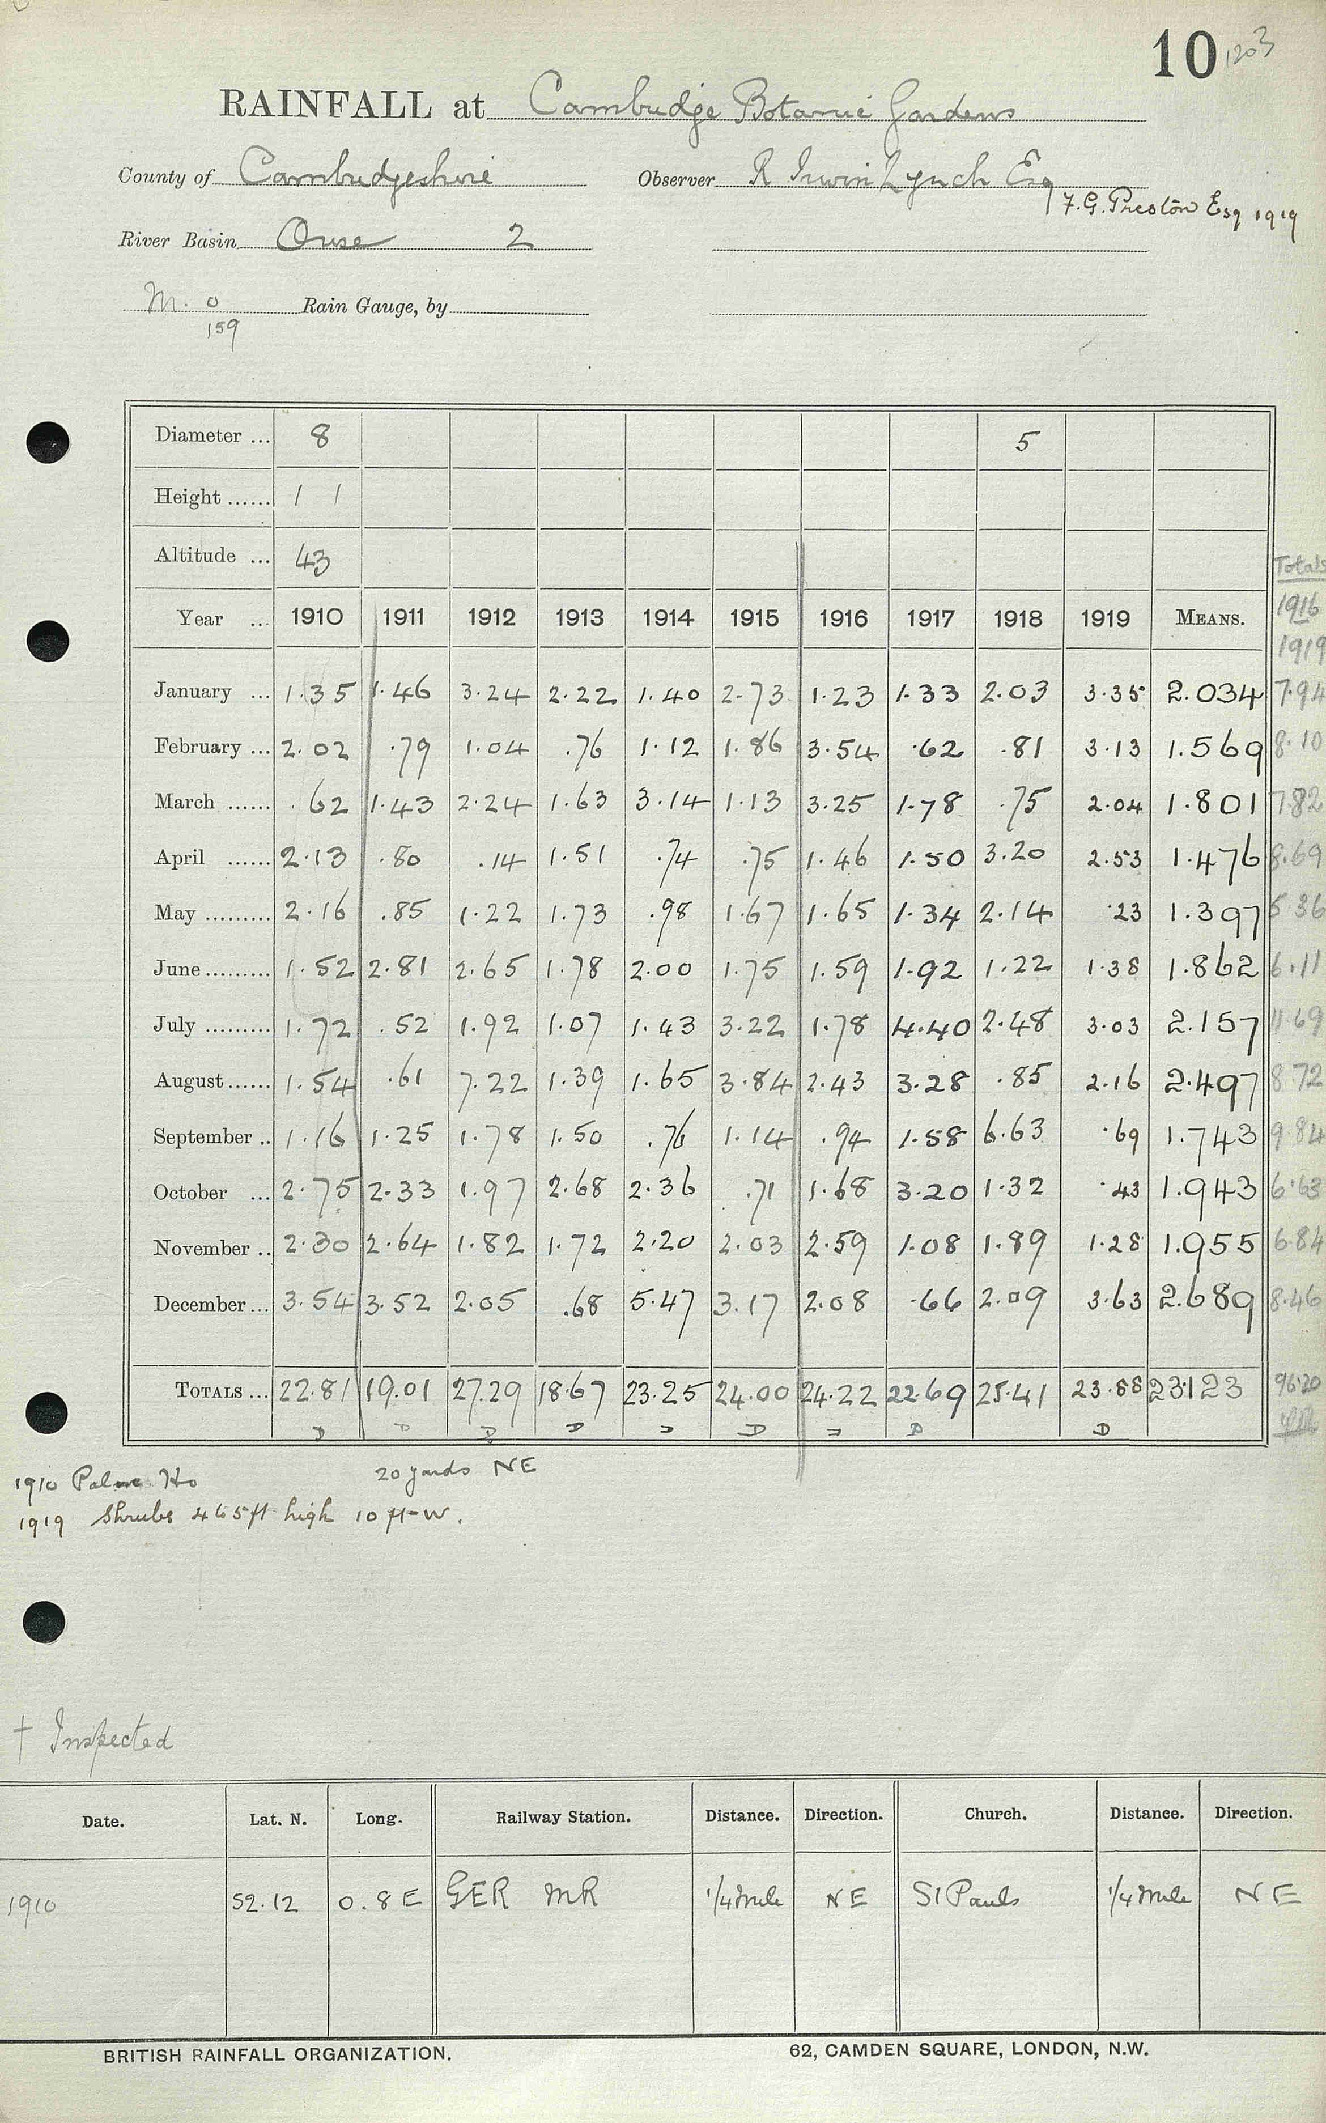 10 1203
RAINFALL at Cambridge Botanic Gardens
County of Cambridgeshire Observer R Irwin Lynch Esq
F.G. Preston Esq 1919
River Basin Ouse 2
M. O Rain Gauge, by
159
Diameter ... 8 5
Height ...... 1 1
Altitude ... 43
Totals
Year ... 1910 1911 1912 1913 1914 1915 1916 1917 1918 1919 MEANS. 1916
1919
January ... 1.35 1.46 3.24 2.22 1.40 2.73 1.23 1.33 2.03 3.35 2.034 7.94
February ... 2.02 .79 1.04 .76 1.12 1.86 3.54 .62 .81 3.13 1.569 8.10
March ...... .62 1.43 2.24 1.63 3.14 1.13 3.25 1.78 .75 2.04 1.801 7.82
April ...... 2.13 .80 .14 1.51 .74 .75 1.46 1.50 3.20 2.53 1.476 8.69
May ......... 2.16 .85 1.22 1.73 .98 1.67 1.65 1.34 2.14 .23 1.397 5.36
June ......... 1.52 2.81 2.65 1.78 2.00 1.75 1.59 1.92 1.22 1.38 1.862 6.11
July ......... 1.72 .52 1.92 1.07 1.43 3.22 1.78 4.40 2.48 3.03 2.157 11.69
August ...... 1.54 .61 7.22 1.39 1.65 3.84 2.43 3.28 .85 2.16 2.497 8.72
September .. 1.16 1.25 1.78 1.50 .76 1.14 .94 1.58 6.63 .69 1.743 9.84
October ... 2.75 2.33 1.97 2.68 2.36 .71 1.68 3.20 1.32 .43 1.943 6.63
November .. 2.30 2.64 1.82 1.72 2.20 2.03 2.59 1.08 1.89 1.28 1.955 6.84
December ... 3.54 3.52 2.05 .68 5.47 3.17 2.08 .66 2.09 3.63 2.689 8.46
TOTALS ... 22.81 19.01 27.29 18.67 23.25 24.00 24.22 22.69 25.41 23.88 23.123 96.20
D D D D D D D D D
1910 Palm Ho 20 yards NE
1919 Shrubs 4 to 5 ft high 10 ft W.
† Inspected
Date. Lat. N. Long. Railway Station. Distance. Direction. Church. Distance. Direction.
1910 52.12 0.8 E GER MR 1/4 mile NE St Pauls 1/4 mile NE
BRITISH RAINFALL ORGANIZATION. 62, CAMDEN SQUARE, LONDON, N.W.